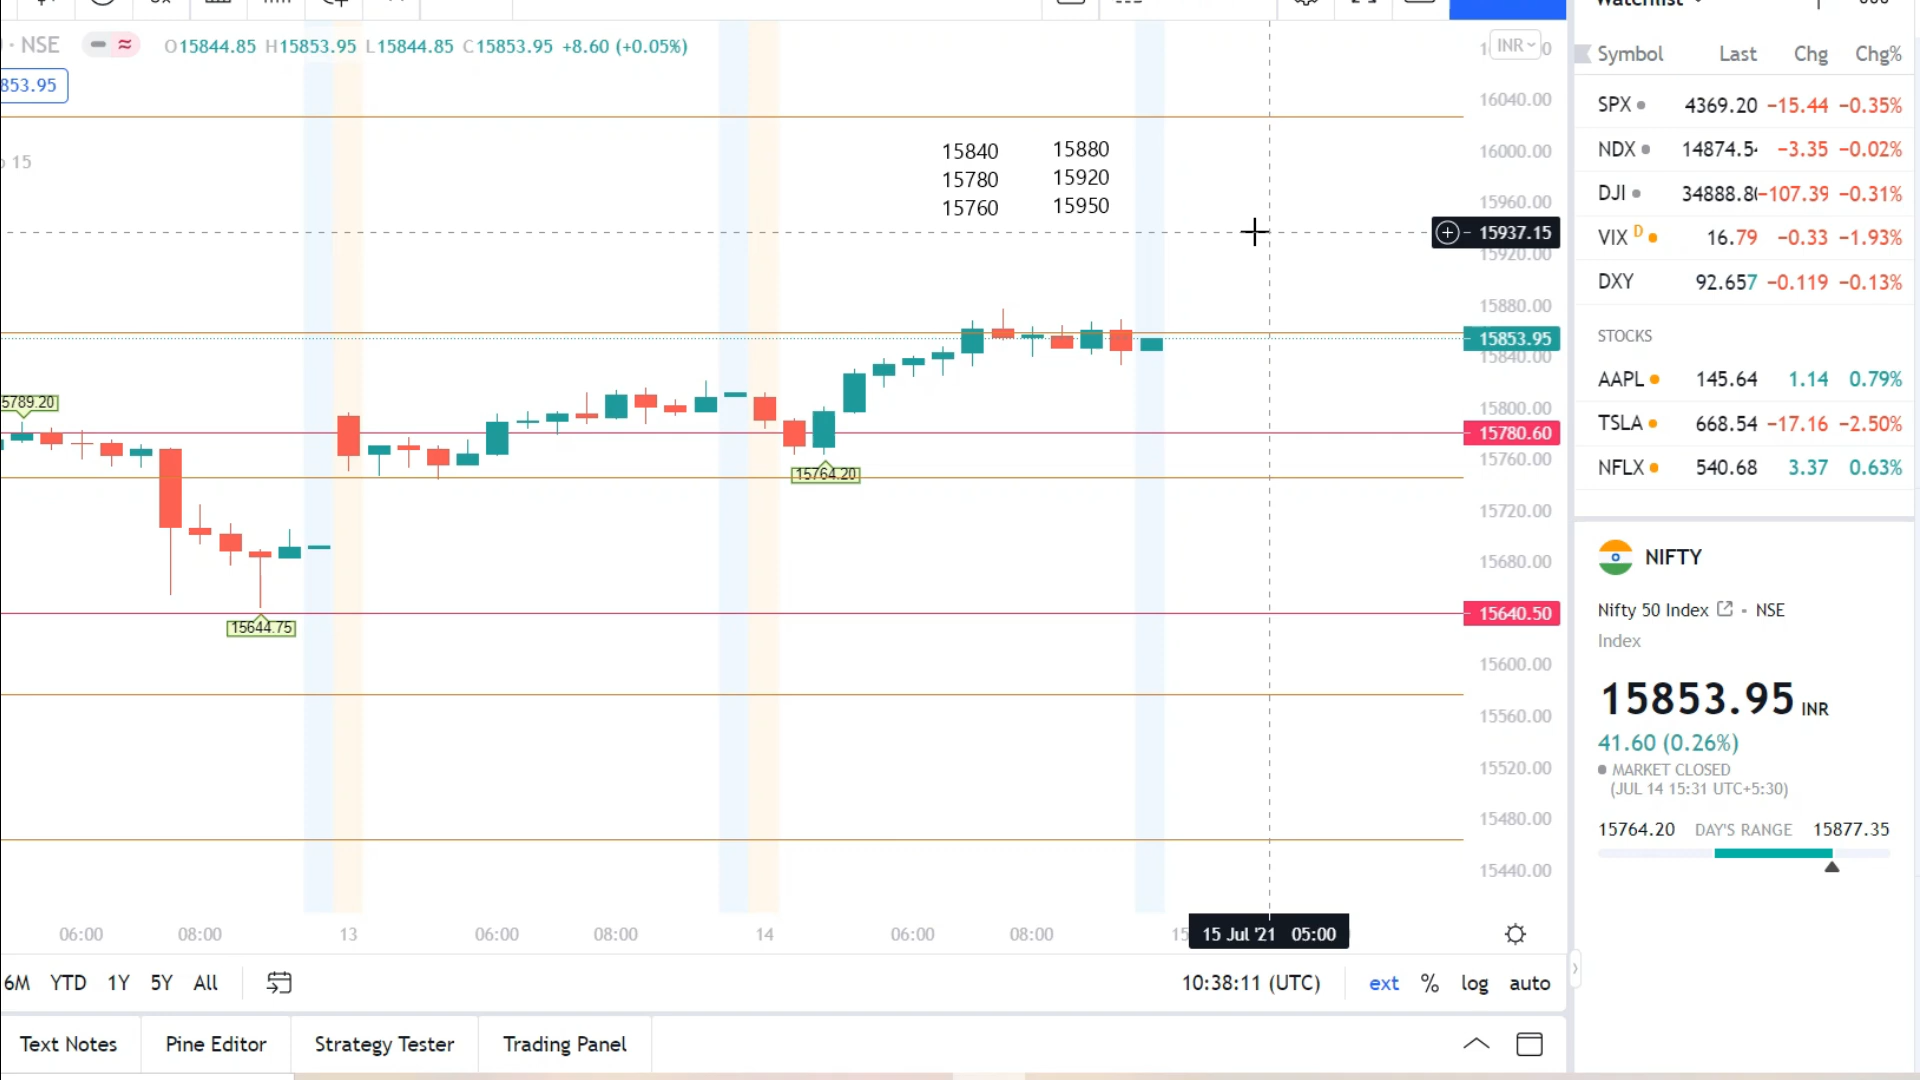 NSE
O15844.85 H15853.95 L15844.85 C15853.95 +8.60 (+0.05%)
853.95
15
15840 15880
15780 15920
15760 15950
5789.20
15644.75
15764.20
INR
16040.00
16000.00
15960.00
15937.15
15920.00
15880.00
15853.95
15840.00
15800.00
15780.60
15760.00
15720.00
15680.00
15640.50
15600.00
15560.00
15520.00
15480.00
15440.00
06:00 08:00 13 06:00 08:00 14 06:00 08:00 15 15 Jul '21 05:00
6M YTD 1Y 5Y All
10:38:11 (UTC) ext % log auto
Text Notes Pine Editor Strategy Tester Trading Panel
Watchlist
Symbol Last Chg Chg%
SPX 4369.20 −15.44 −0.35%
NDX 14874.5 −3.35 −0.02%
DJI 34888.8 −107.39 −0.31%
VIX D 16.79 −0.33 −1.93%
DXY 92.657 −0.119 −0.13%
STOCKS
AAPL 145.64 1.14 0.79%
TSLA 668.54 −17.16 −2.50%
NFLX 540.68 3.37 0.63%
NIFTY
Nifty 50 Index NSE
Index
15853.95 INR
41.60 (0.26%)
MARKET CLOSED
(JUL 14 15:31 UTC+5:30)
15764.20 DAY'S RANGE 15877.35